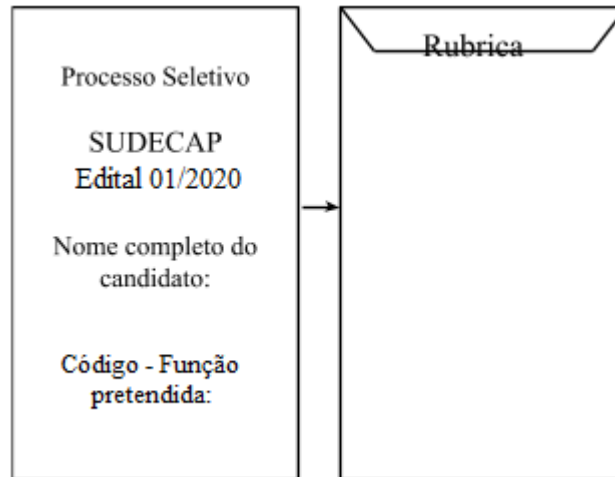 Processo Seletivo
SUDECAP
Edital 01/2020
Nome completo do
candidato:
Código - Função
pretendida:
Rubrica